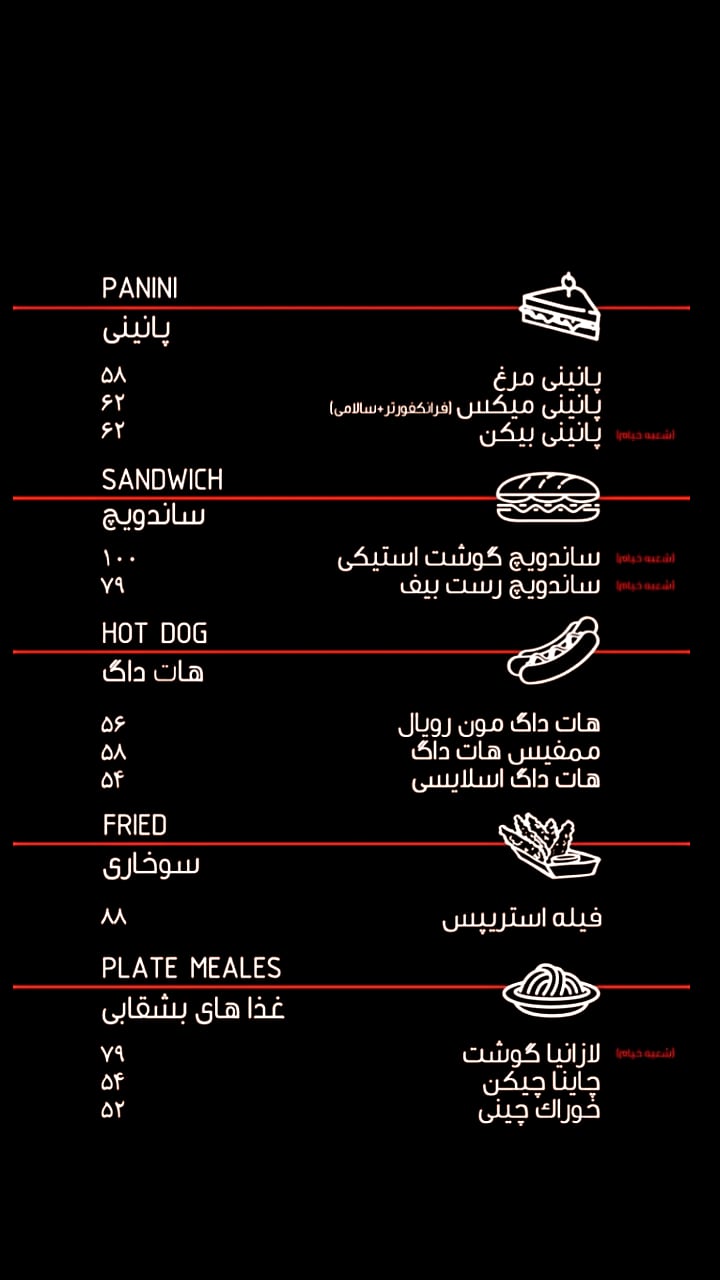 PANINI
پانینی
پانینی مرغ ۵۸
پانینی میکس (فرانکفورتر+سالامی) ۶۲
(شعبه خیام) پانینی بیکن ۶۲
SANDWICH
ساندویچ
(شعبه خیام) ساندویچ گوشت استیکی ۱۰۰
(شعبه خیام) ساندویچ رست بیف ۷۹
HOT DOG
هات داگ
هات داگ مون رویال ۵۶
ممفیس هات داگ ۵۸
هات داگ اسلایسی ۵۴
FRIED
سوخاری
فیله استریپس ۸۸
PLATE MEALES
غذا های بشقابی
(شعبه خیام) لازانیا گوشت ۷۹
چاینا چیکن ۵۴
خوراك چینی ۵۲